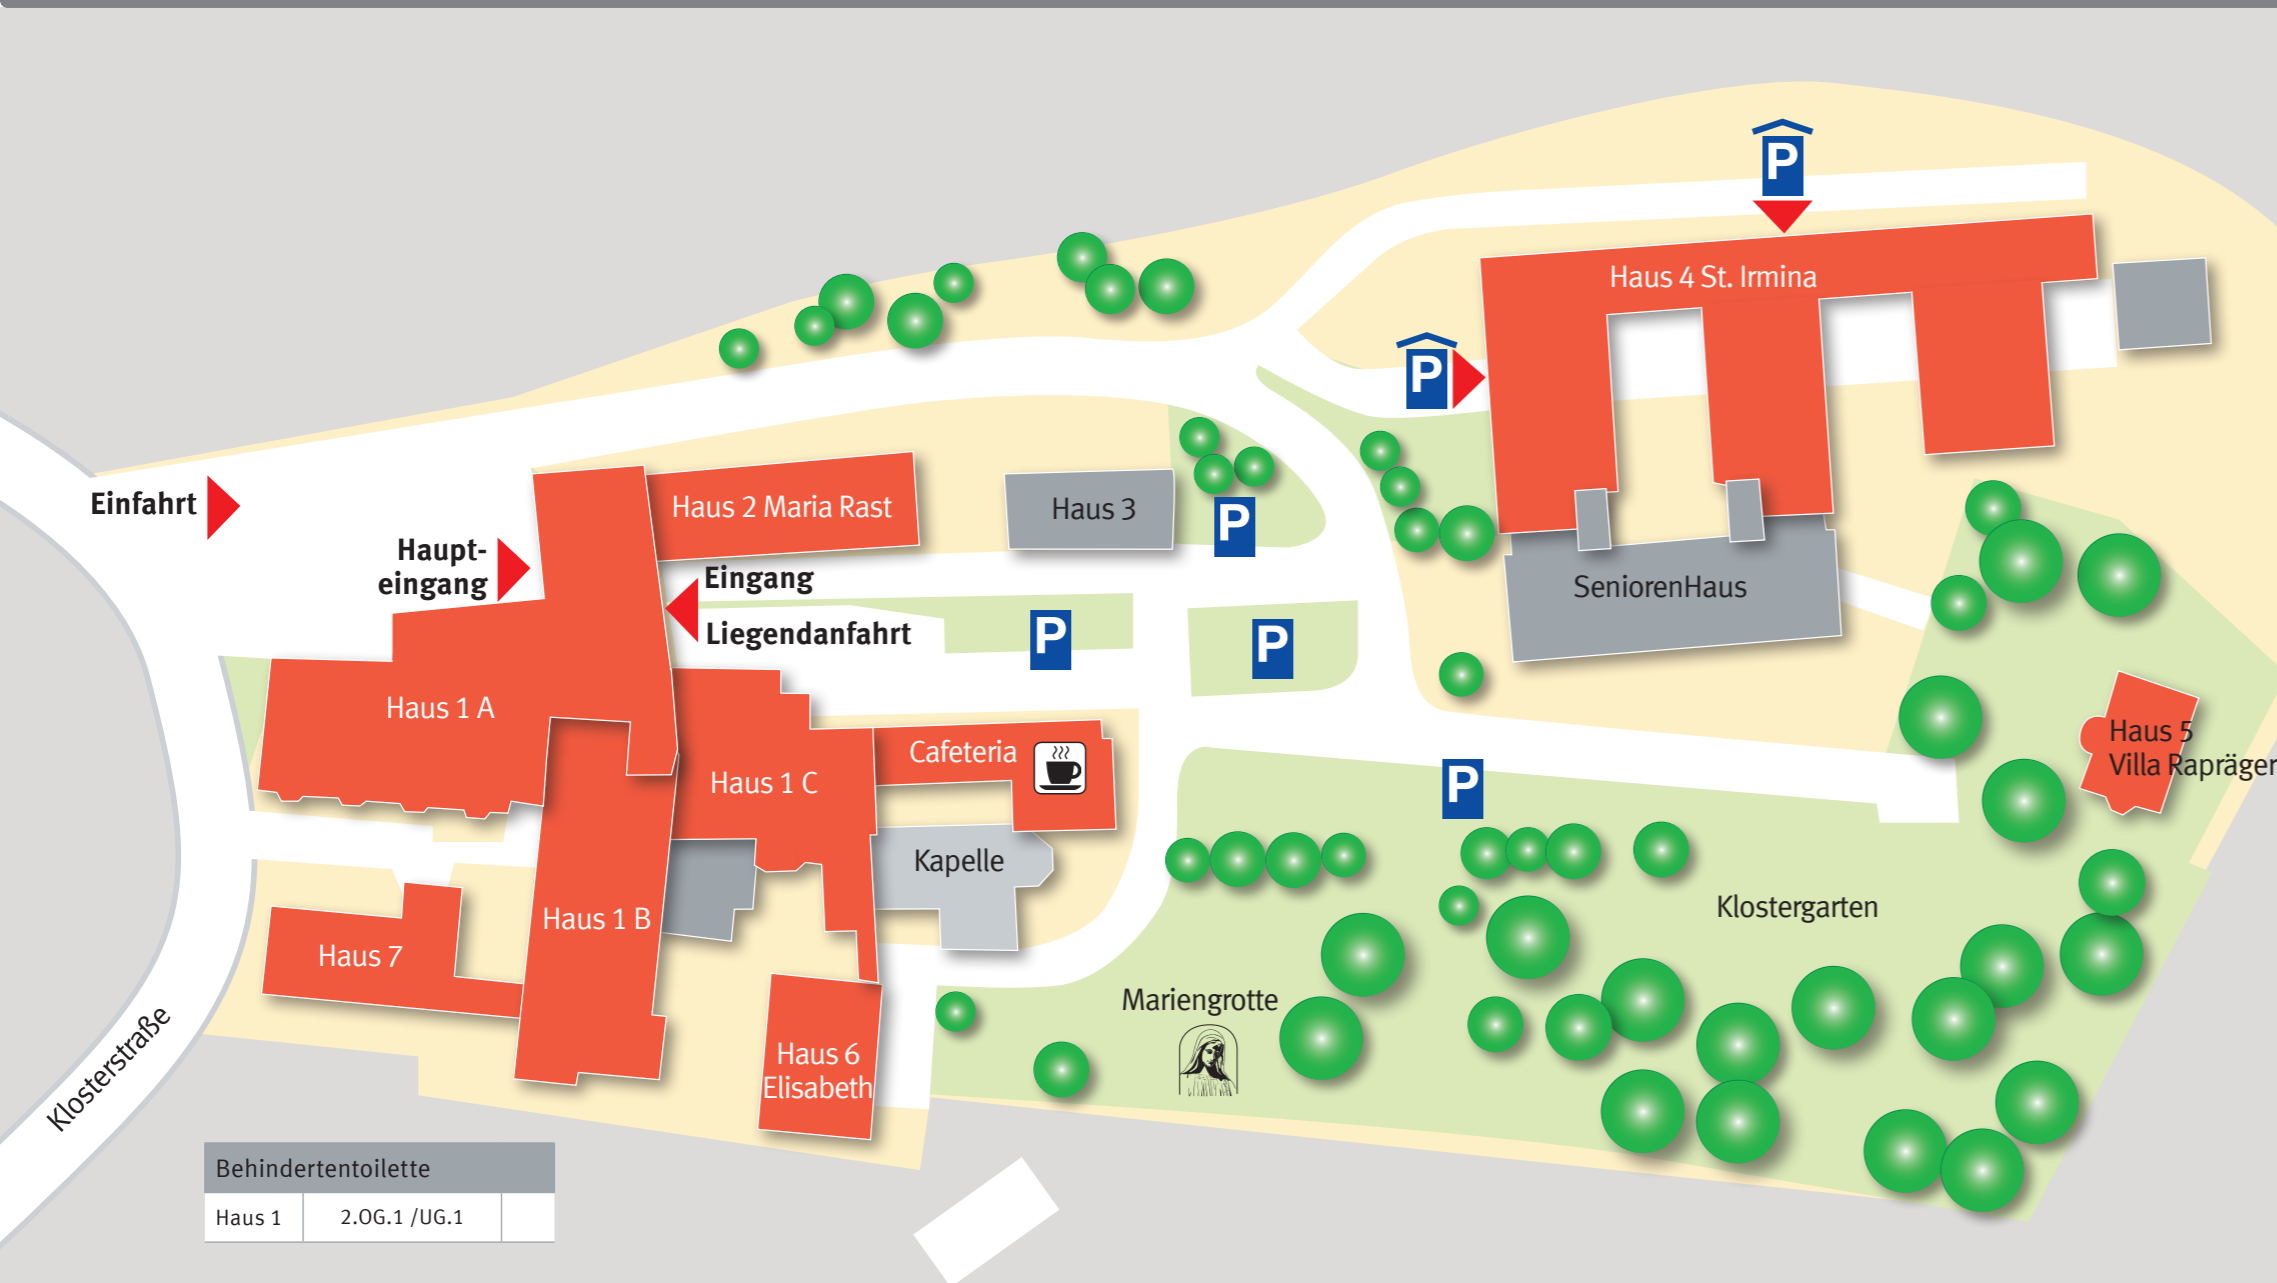 P
Haus 4 St. Irmina
P
Einfahrt
Haupt-
eingang
Haus 2 Maria Rast
Haus 3
P
Eingang
Liegendanfahrt
P
P
SeniorenHaus
Haus 1 A
Haus 1 C
Cafeteria
P
Haus 5
Villa Rapräger
Kapelle
Haus 1 B
Haus 7
Klostergarten
Mariengrotte
Haus 6
Elisabeth
Klosterstraße
Behindertentoilette
Haus 1 2.OG.1 /UG.1